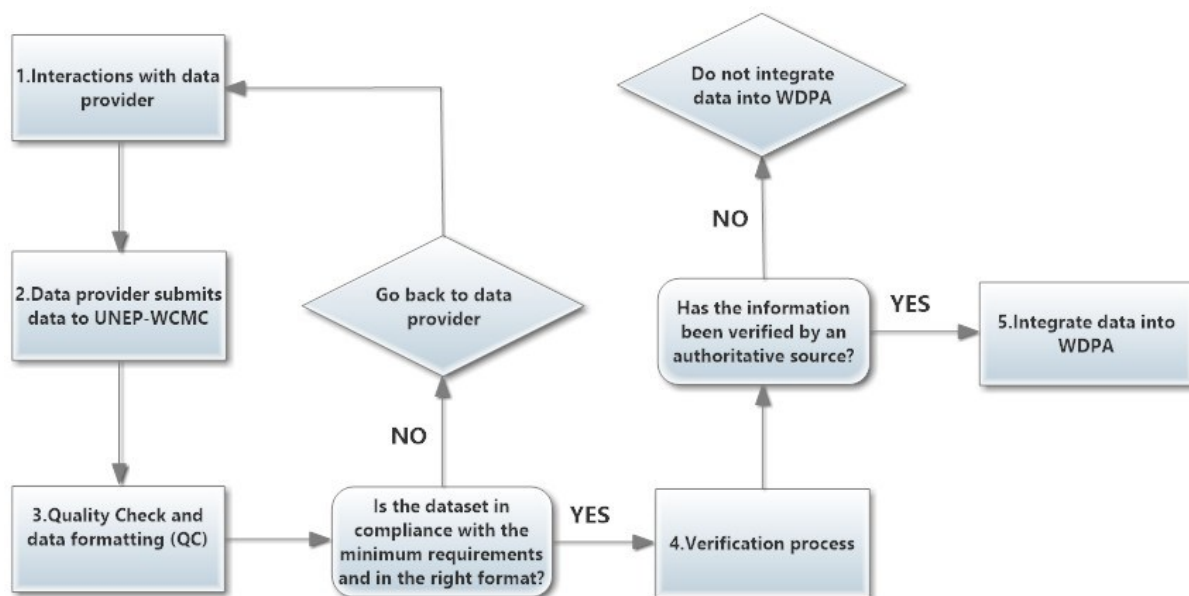 1.Interactions with data
provider
2.Data provider submits
data to UNEP-WCMC
3.Quality Check and
data formatting (QC)
Go back to data
provider
NO
Is the dataset in
compliance with the
minimum requirements
and in the right format?
YES
4.Verification process
Has the information
been verified by an
authoritative source?
NO
Do not integrate
data into WDPA
YES
5.Integrate data into
WDPA